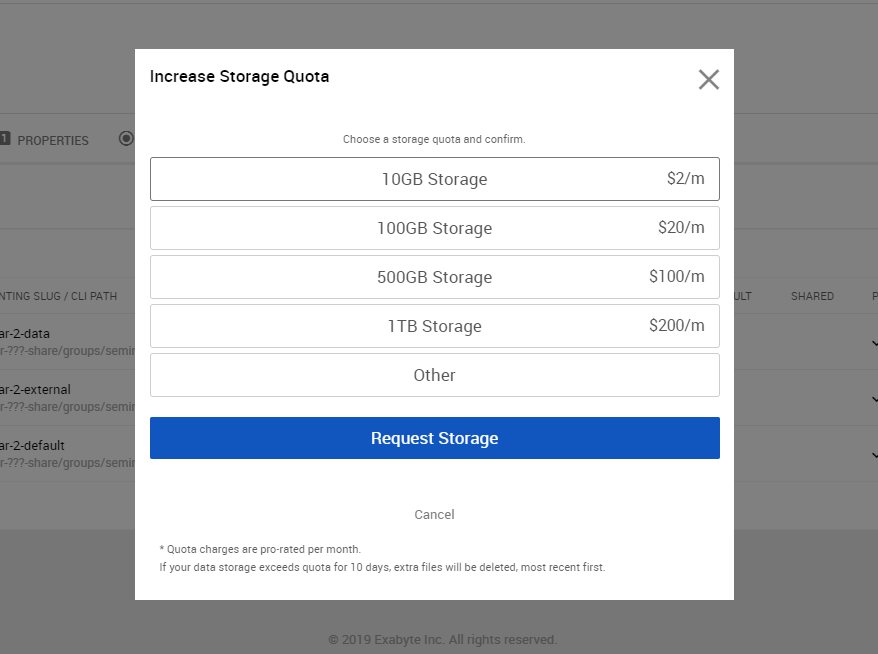 Increase Storage Quota
Choose a storage quota and confirm.
1 PROPERTIES
10GB Storage $2/m
100GB Storage $20/m
500GB Storage $100/m
NTING SLUG / CLI PATH
ULT SHARED P
1TB Storage $200/m
ar-2-data
r-???-share/groups/semin
Other
ar-2-external
r-???-share/groups/semin
Request Storage
ar-2-default
r-???-share/groups/semin
Cancel
* Quota charges are pro-rated per month.
If your data storage exceeds quota for 10 days, extra files will be deleted, most recent first.
© 2019 Exabyte Inc. All rights reserved.